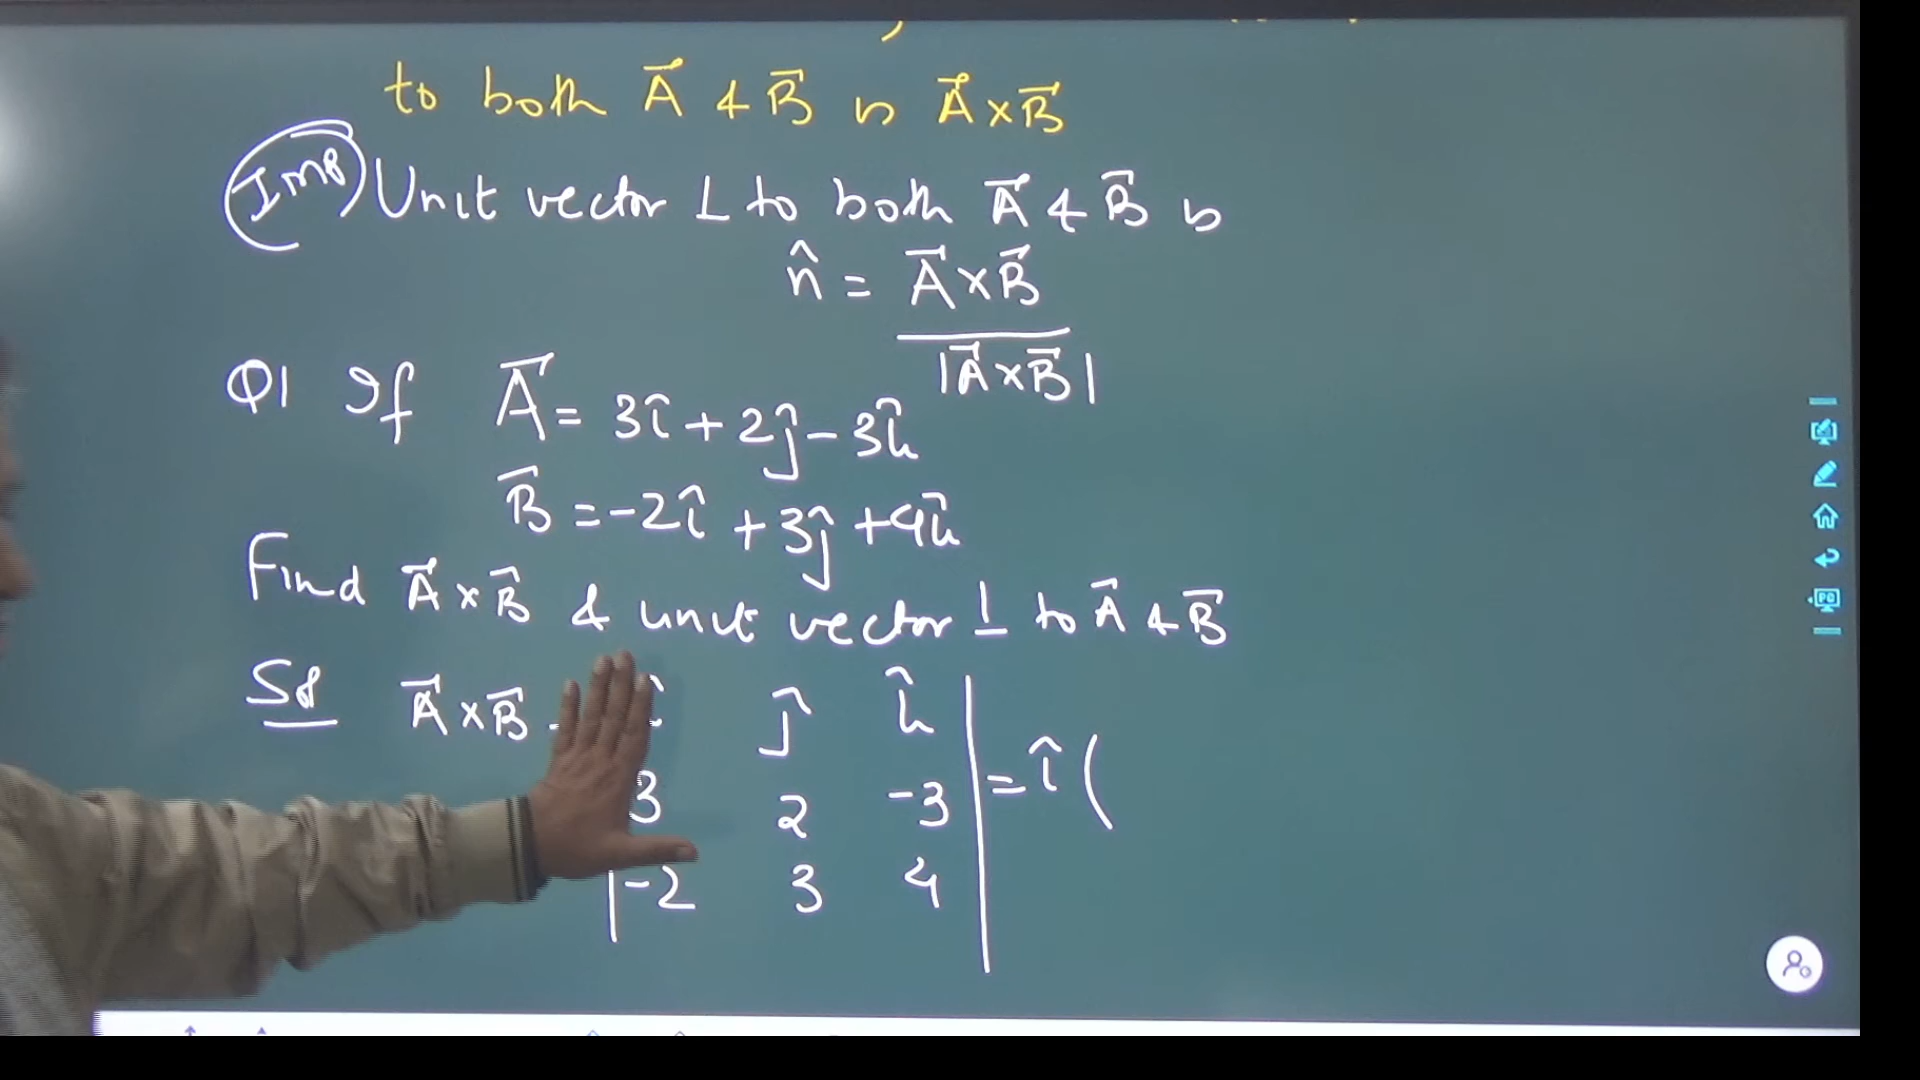 to both A⃗ & B⃗ is A⃗×B⃗
Imp Unit vector ⊥ to both A⃗ & B⃗ is
n̂ = A⃗×B⃗
|A⃗×B⃗|
Q1 If A⃗ = 3î + 2ĵ - 3k̂
B⃗ = -2î + 3ĵ + 4k̂
Find A⃗×B⃗ & unit vector ⊥ to A⃗ & B⃗
Sol A⃗×B⃗ = î ĵ k̂
3 2 -3 | = î (
| -2 3 4